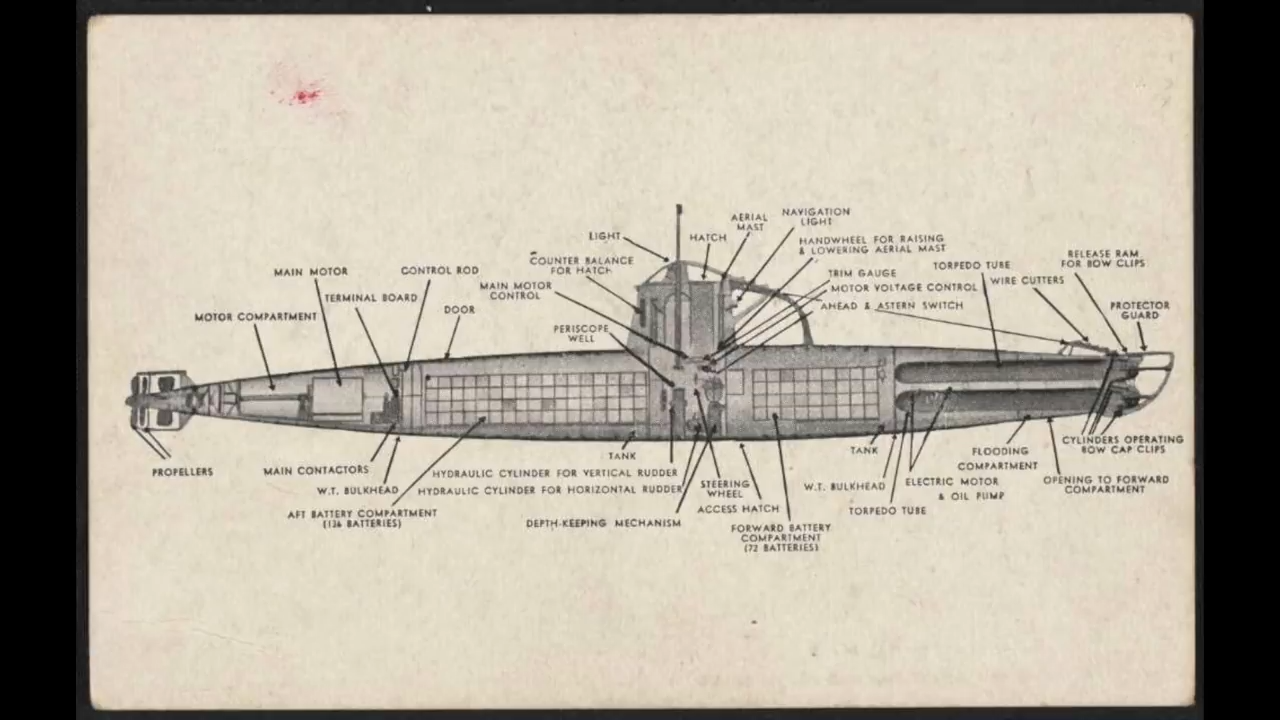 LIGHT
HATCH
AERIAL
MAST
NAVIGATION
LIGHT
COUNTER BALANCE
FOR HATCH
HANDWHEEL FOR RAISING
& LOWERING AERIAL MAST
MAIN MOTOR
CONTROL
TRIM GAUGE
MOTOR VOLTAGE CONTROL
AHEAD & ASTERN SWITCH
TORPEDO TUBE
RELEASE RAM
FOR BOW CLIPS
WIRE CUTTERS
PROTECTOR
GUARD
MAIN MOTOR
CONTROL ROD
TERMINAL BOARD
MOTOR COMPARTMENT
DOOR
PERISCOPE
WELL
PROPELLERS
MAIN CONTACTORS
W.T. BULKHEAD
AFT BATTERY COMPARTMENT
(136 BATTERIES)
TANK
HYDRAULIC CYLINDER FOR VERTICAL RUDDER
HYDRAULIC CYLINDER FOR HORIZONTAL RUDDER
DEPTH-KEEPING MECHANISM
STEERING
WHEEL
ACCESS HATCH
FORWARD BATTERY
COMPARTMENT
(72 BATTERIES)
TANK
W.T. BULKHEAD
TORPEDO TUBE
ELECTRIC MOTOR
& OIL PUMP
FLOODING
COMPARTMENT
CYLINDERS OPERATING
BOW CAP CLIPS
OPENING TO FORWARD
COMPARTMENT